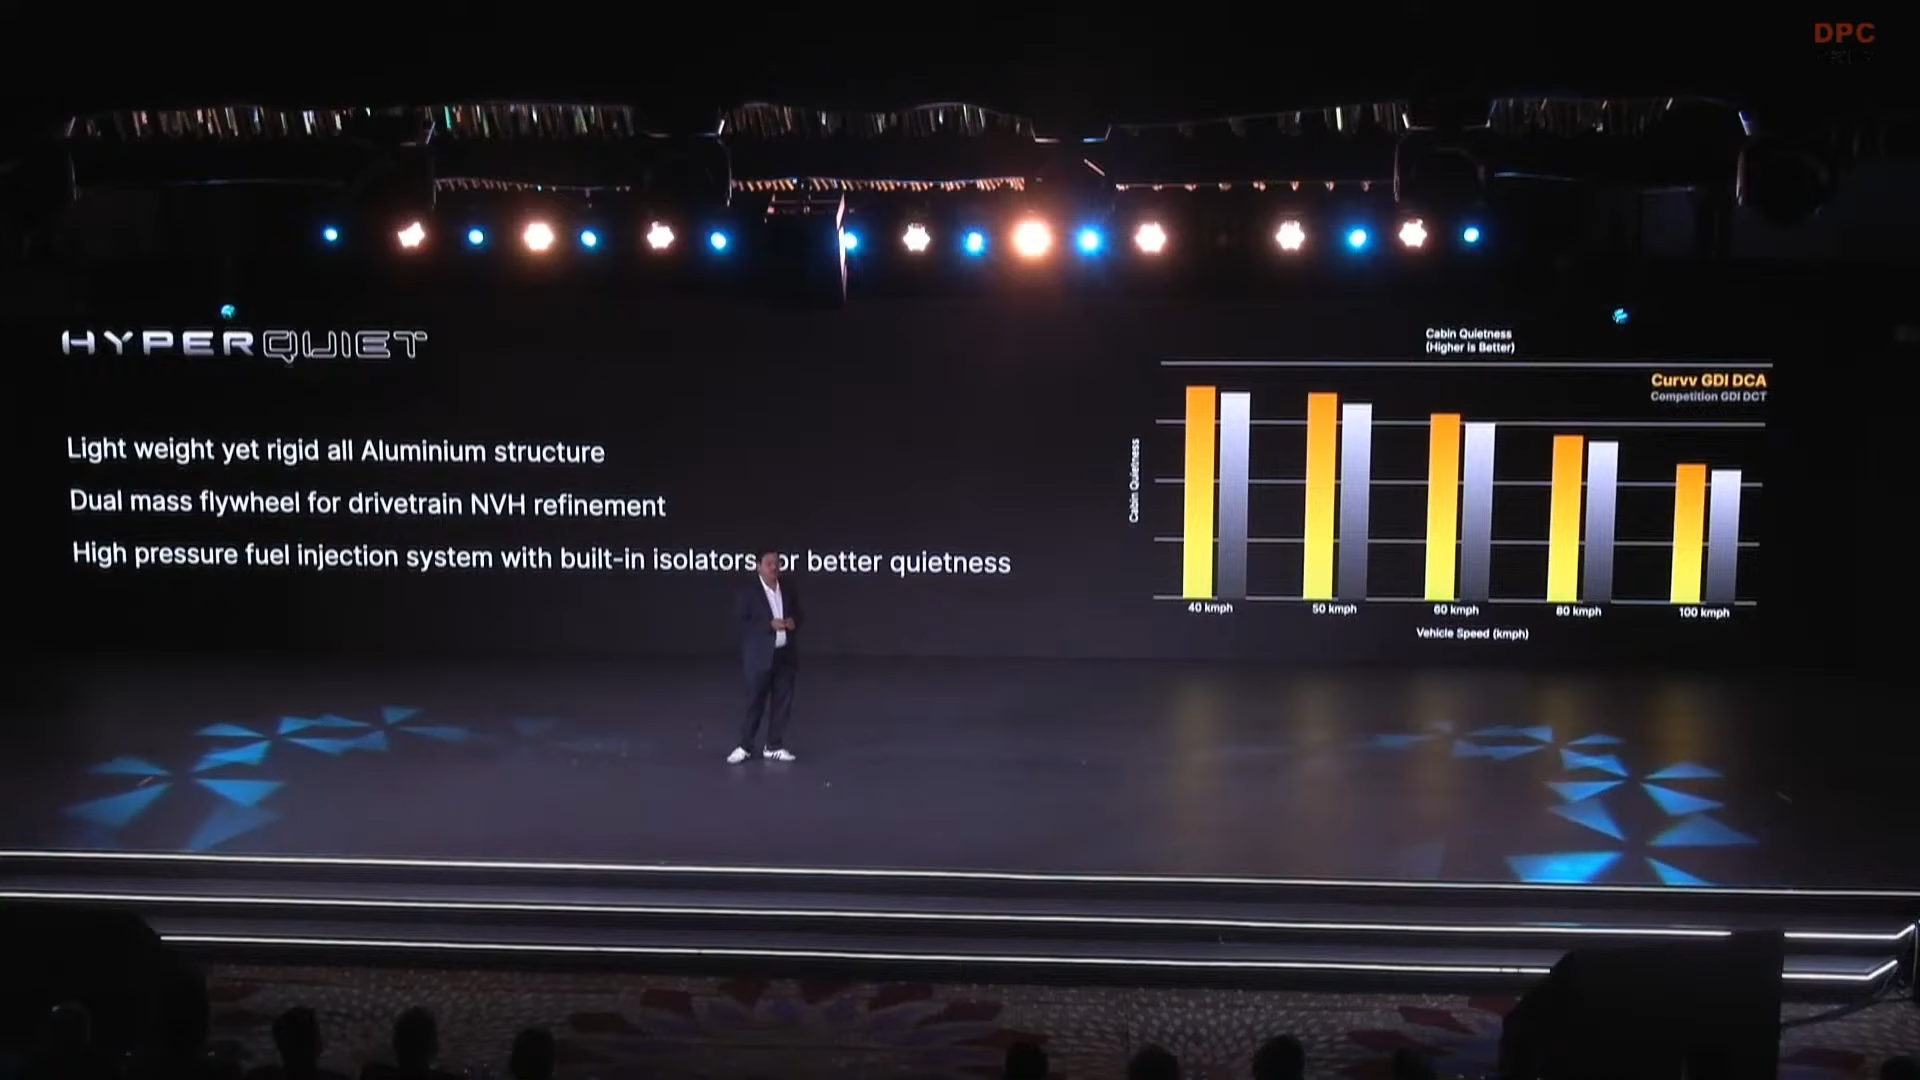 DPC
HYPERQUIET
Light weight yet rigid all Aluminium structure
Dual mass flywheel for drivetrain NVH refinement
High pressure fuel injection system with built-in isolators or better quietness
Cabin Quietness
(Higher is Better)
Curvv GDI DCA
Competition GDI DCT
Cabin Quietness
40 kmph
50 kmph
60 kmph
80 kmph
100 kmph
Vehicle Speed (kmph)